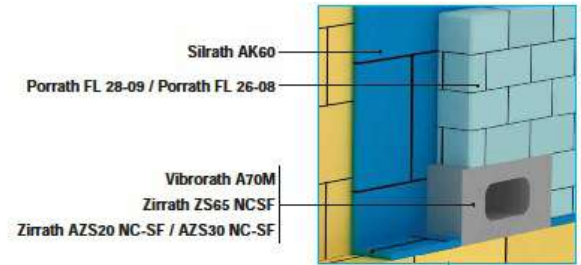 Silrath AK60
Porrath FL 28-09 / Porrath FL 26-08
Vibrorath A70M
Zirrath ZS65 NCSF
Zirrath AZS20 NC-SF / AZS30 NC-SF